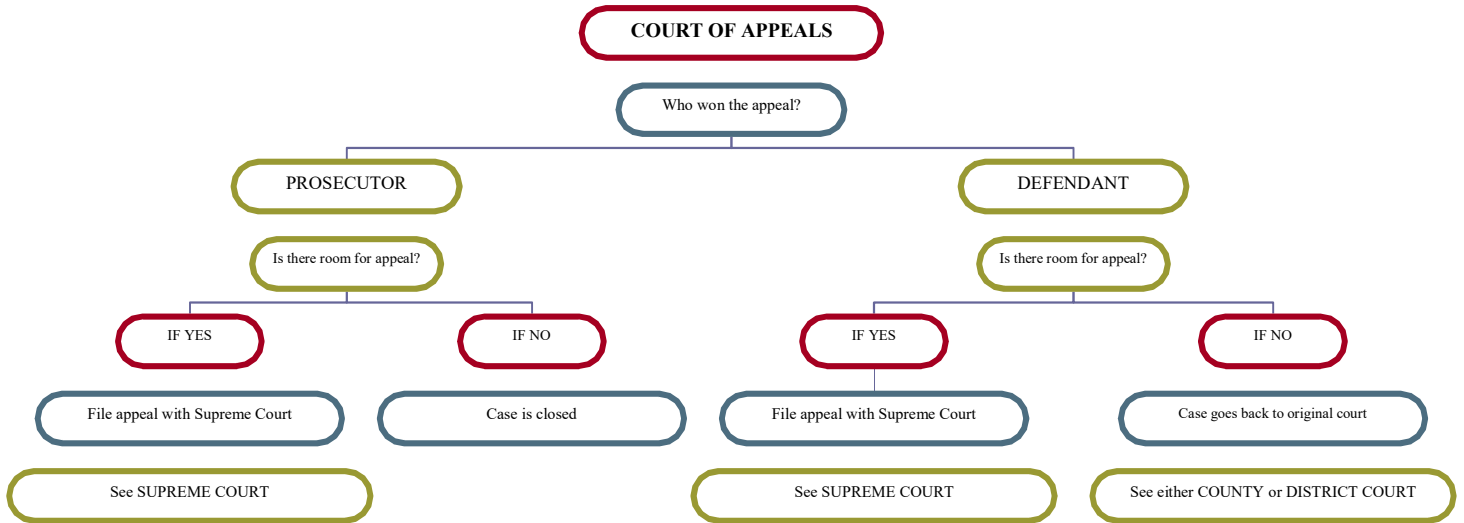 COURT OF APPEALS
Who won the appeal?
PROSECUTOR
DEFENDANT
Is there room for appeal?
Is there room for appeal?
IF YES
IF NO
IF YES
IF NO
File appeal with Supreme Court
Case is closed
File appeal with Supreme Court
Case goes back to original court
See SUPREME COURT
See SUPREME COURT
See either COUNTY or DISTRICT COURT